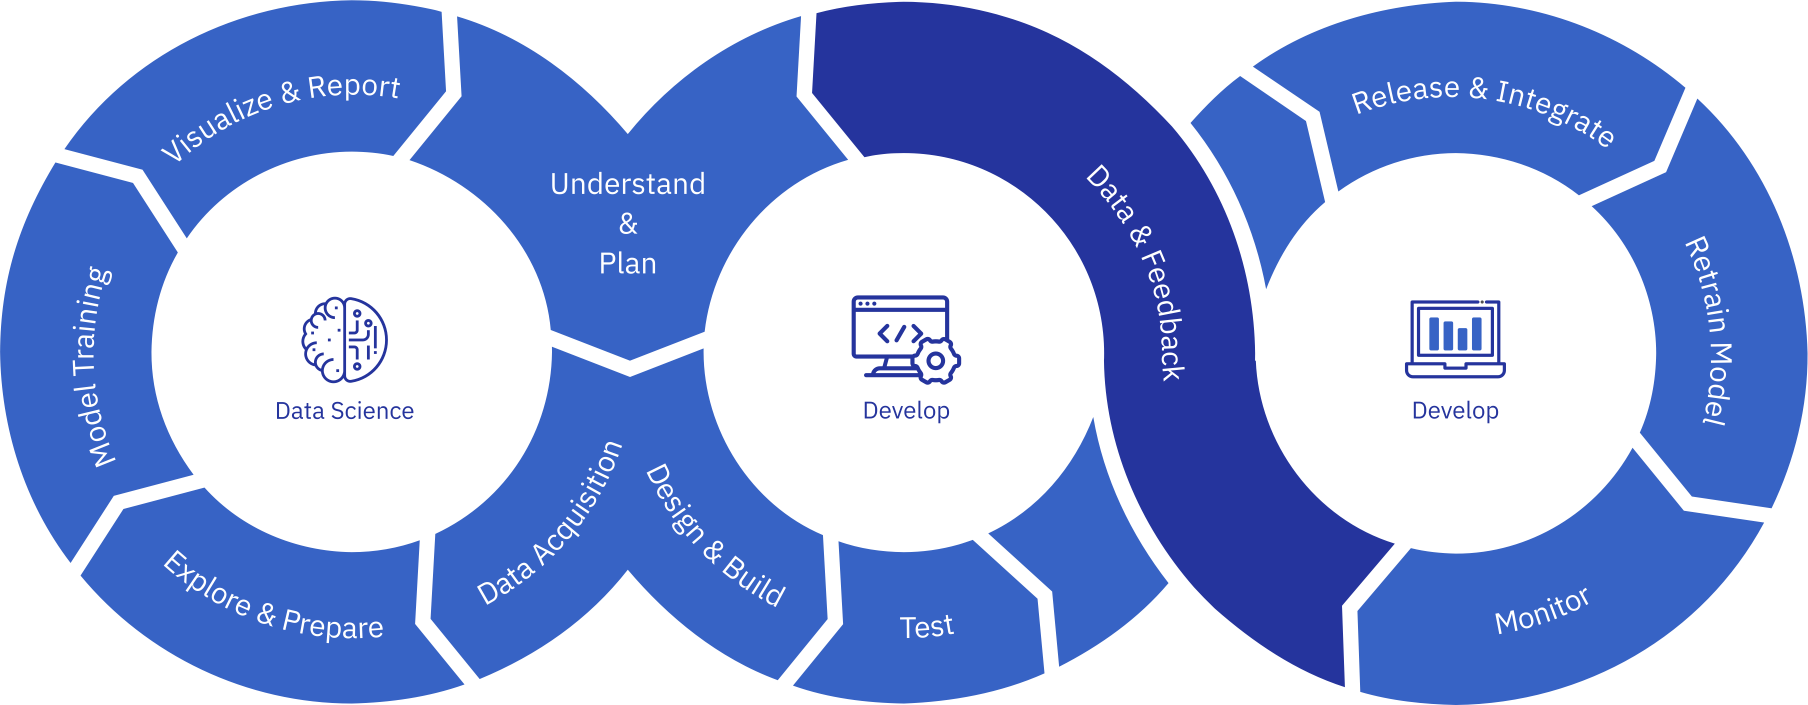 Visualize & Report
Understand
&
Plan
Model Training
Data Science
Explore & Prepare
Data Acquisition
Design & Build
Develop
Test
Data & Feedback
Release & Integrate
Retrain Model
Develop
Monitor